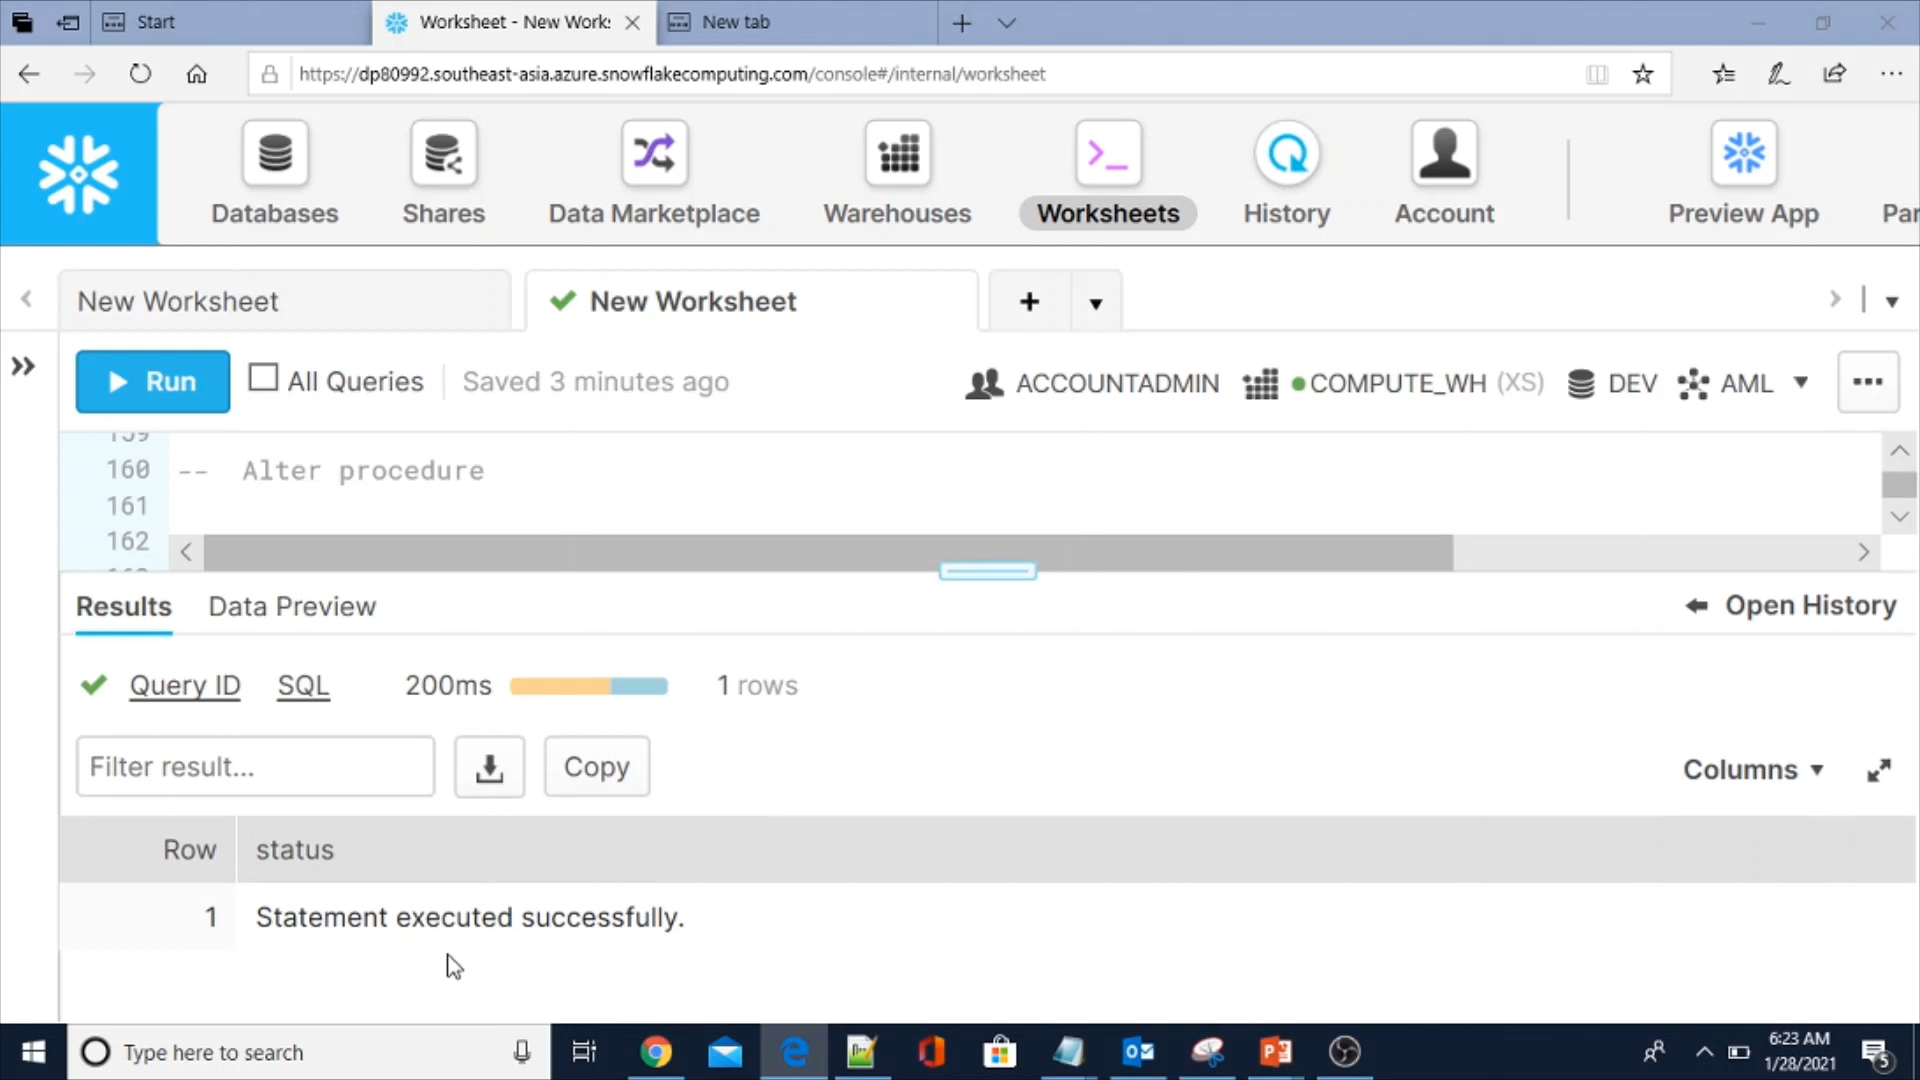 Start
Worksheet - New Work:
New tab
https://dp80992.southeast-asia.azure.snowflakecomputing.com/console#/internal/worksheet
Databases
Shares
Data Marketplace
Warehouses
Worksheets
History
Account
Preview App
Par
New Worksheet
New Worksheet
Run
All Queries
Saved 3 minutes ago
ACCOUNTADMIN
COMPUTE_WH (XS)
DEV
AML
159
160 -- Alter procedure
161
162
Results
Data Preview
Open History
Query ID
SQL
200ms
1 rows
Filter result...
Copy
Columns
Row status
1 Statement executed successfully.
Type here to search
6:23 AM
1/28/2021
5